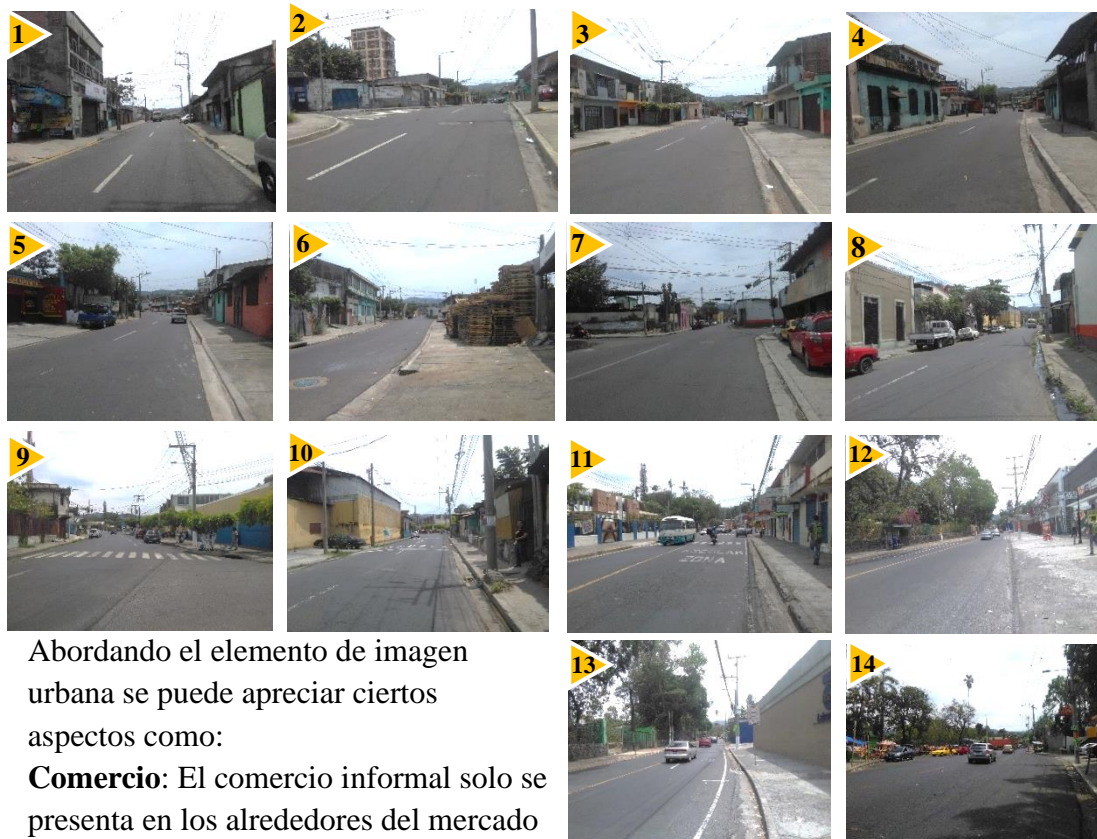 1
2
3
4
5
6
7
8
9
10
11
ESCOLAR
ZONA
12
13
14
Abordando el elemento de imagen
urbana se puede apreciar ciertos
aspectos como:
Comercio: El comercio informal solo se
presenta en los alrededores del mercado